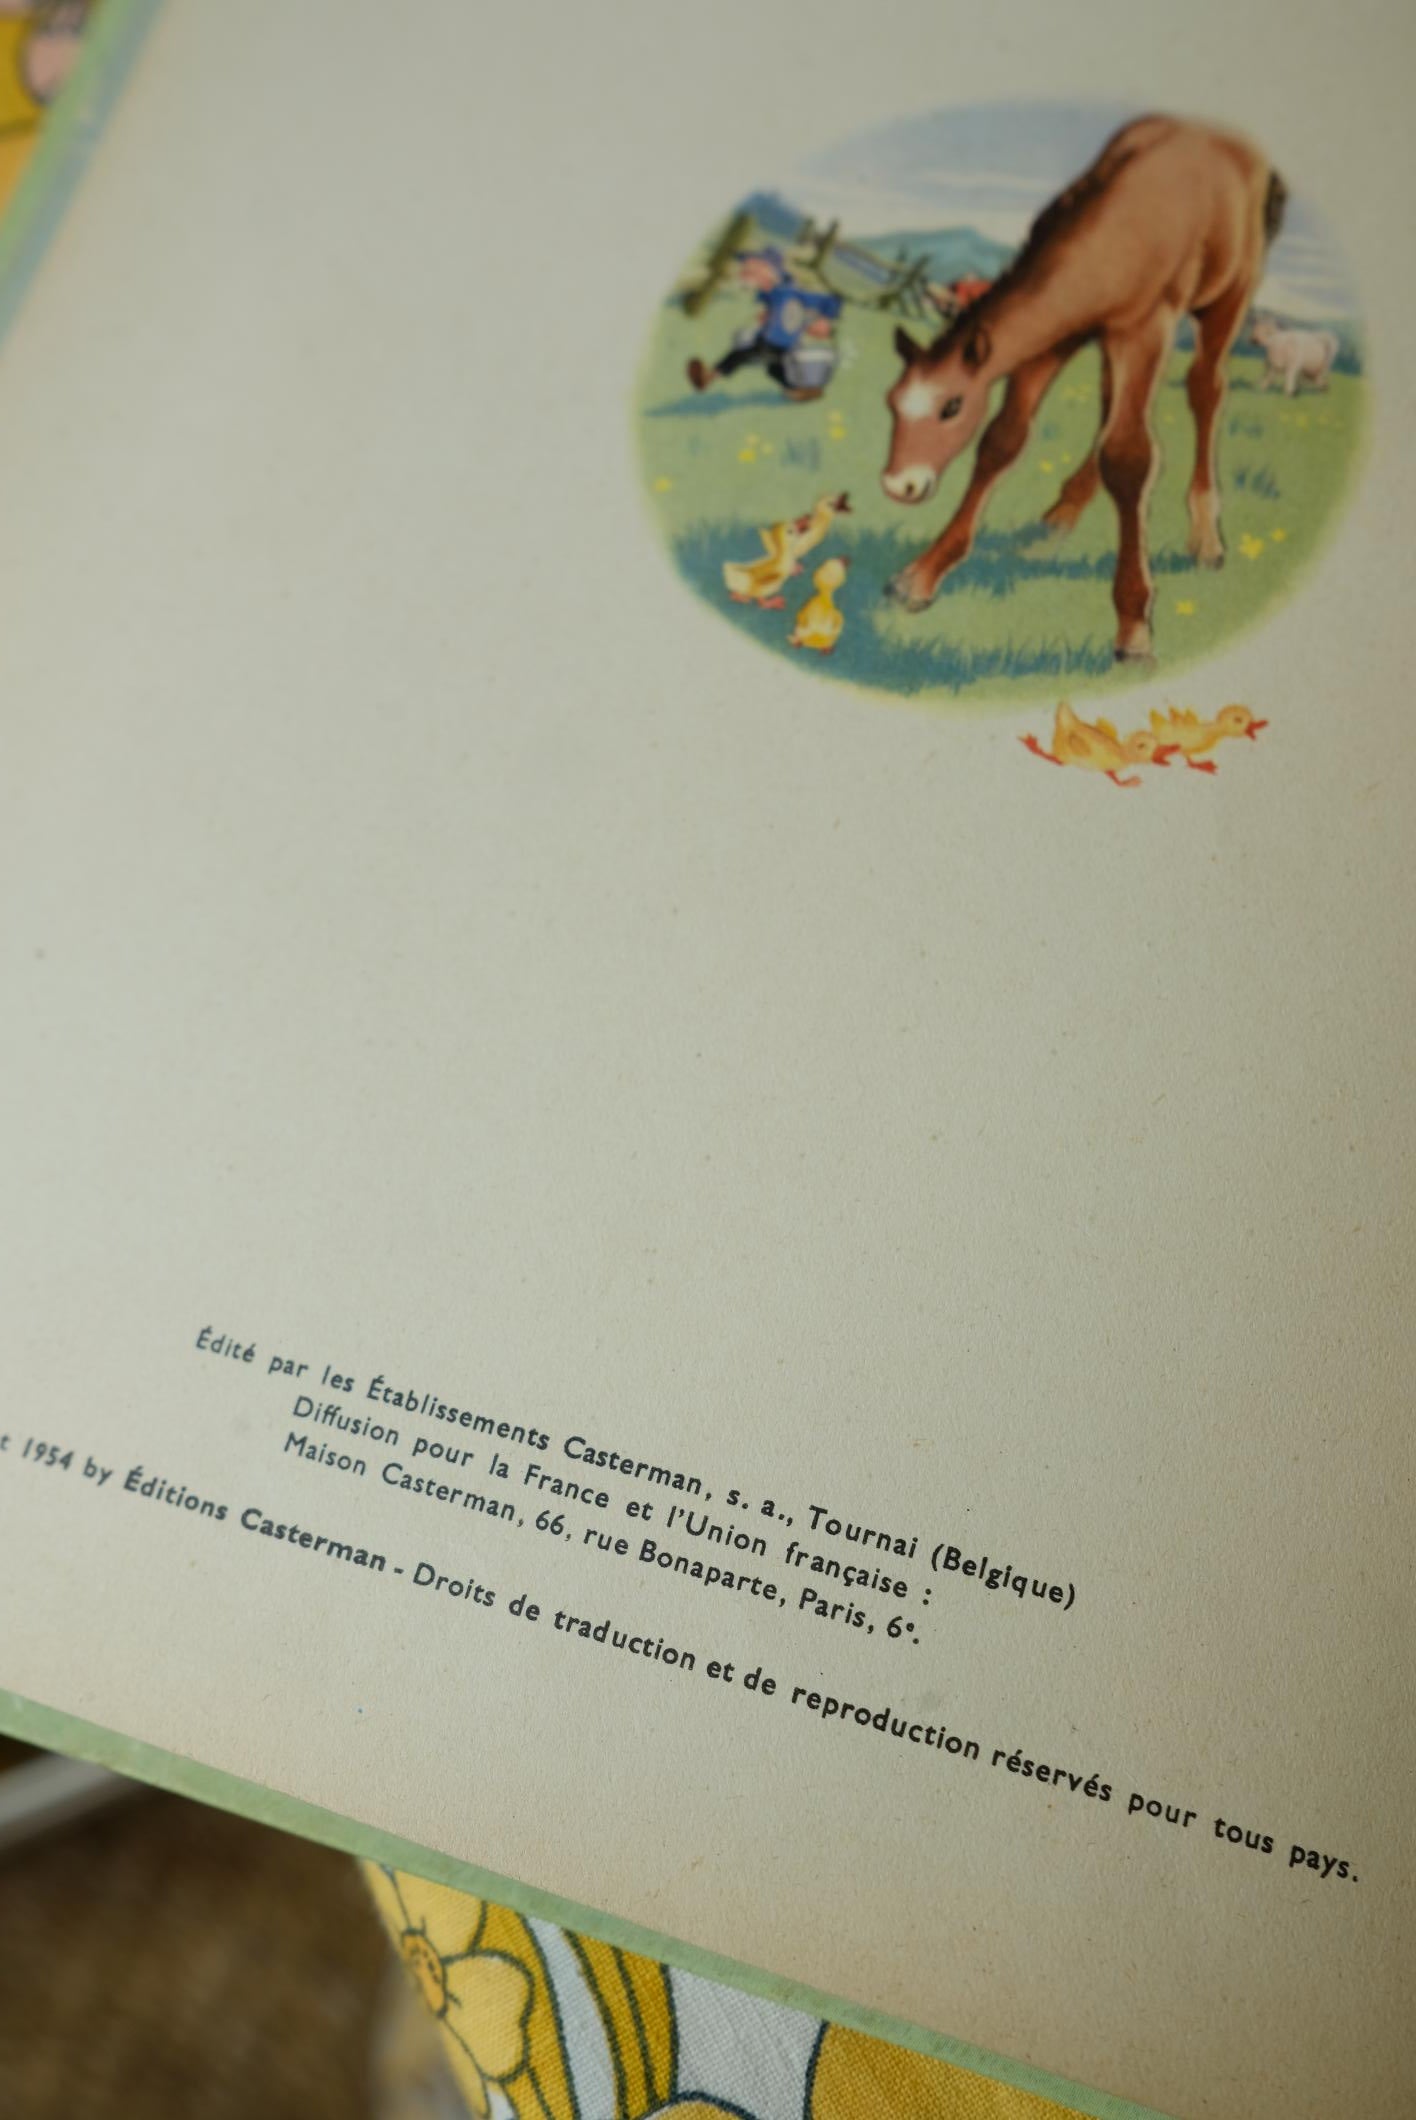 Édité par les Établissements Casterman, s. a., Tournai (Belgique)
Diffusion pour la France et l'Union française :
Maison Casterman, 66, rue Bonaparte, Paris, 6e.
t 1954 by Éditions Casterman - Droits de traduction et de reproduction réservés pour tous pays.